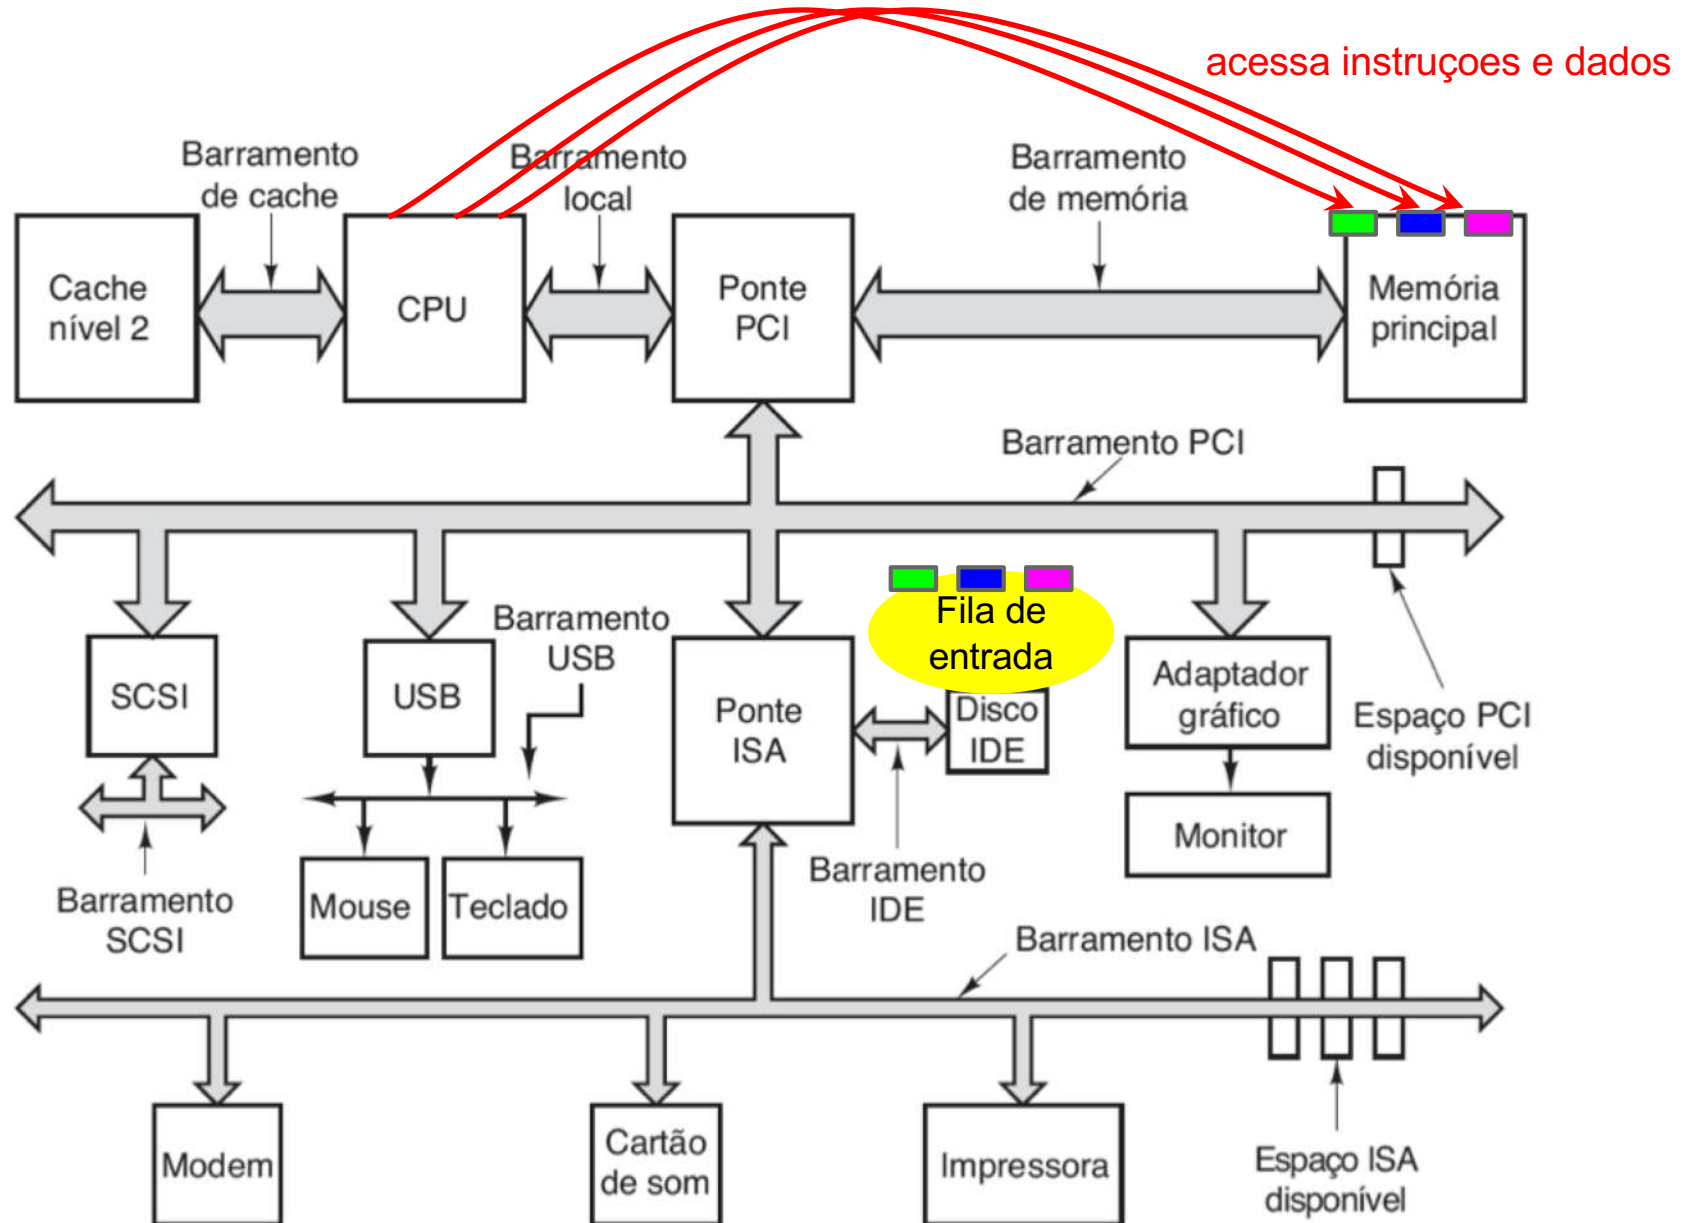 acessa instruçoes e dados
Barramento
de cache
Barramento
local
Barramento
de memória
Cache
nível 2
CPU
Ponte
PCI
Memória
principal
Barramento PCI
Barramento
USB
Fila de
entrada
SCSI
USB
Ponte
ISA
Disco
IDE
Adaptador
gráfico
Espaço PCI
disponível
Monitor
Barramento
SCSI
Mouse
Teclado
Barramento
IDE
Barramento ISA
Modem
Cartão
de som
Impressora
Espaço ISA
disponível